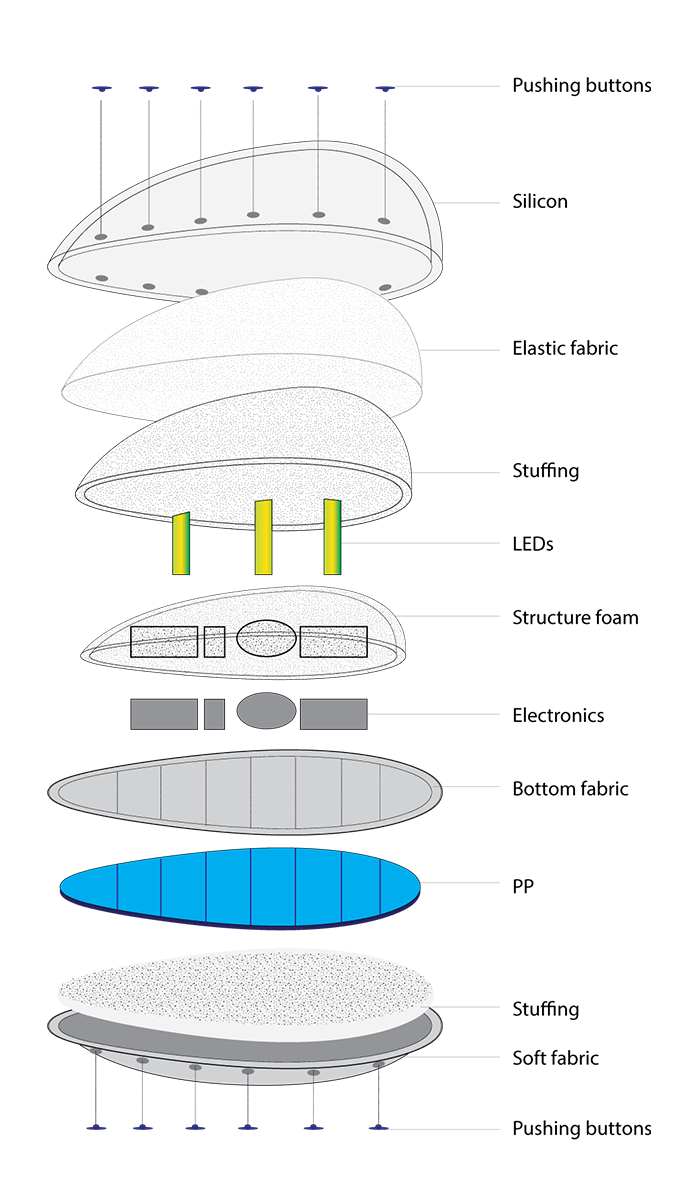 Pushing buttons
Silicon
Elastic fabric
Stuffing
LEDs
Structure foam
Electronics
Bottom fabric
PP
Stuffing
Soft fabric
Pushing buttons